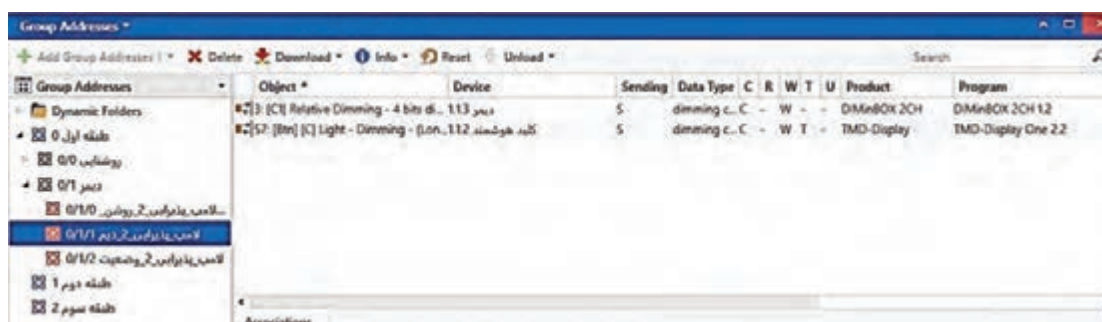 Group Addresses
Add Group Addresses Delete Download Info Reset Unload Search
Group Addresses Object Device Sending Data Type C R W T U Product Program
Dynamic Folders
3: [C1] Relative Dimming - 4 bits di... 1.1.3 دیمر S dimming c... C - W - - DIMinBOX 2CH DIMinBOX 2CH 1.2
57: [Btn] [C] Light - Dimming - (Lon... 1.1.2 کلید هوشمند S dimming c... C - W T - TMD-Display TMD-Display One 2.2
0 طبقه اول
0/0 روشنایی
0/1 دیمر
0/1/0 لامپ_پذیرایی_2_روشن_...
0/1/1 لامپ_پذیرایی_2_دیم
0/1/2 لامپ_پذیرایی_2_وضعیت
1 طبقه دوم
2 طبقه سوم
Associations